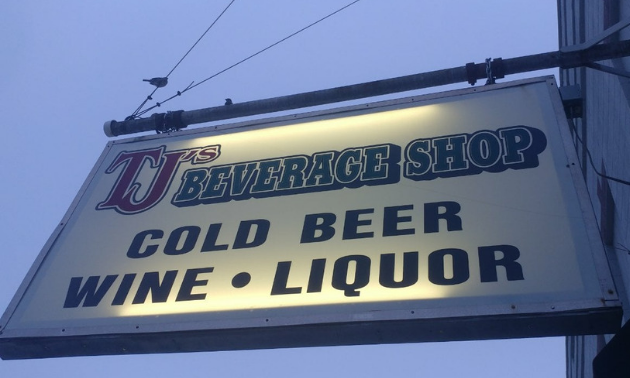 TJ's BEVERAGE SHOP
COLD BEER
WINE • LIQUOR